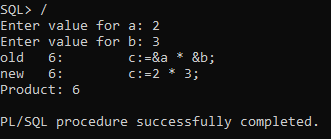 SQL> /
Enter value for a: 2
Enter value for b: 3
old   6:        c:=&a * &b;
new   6:        c:=2 * 3;
Product: 6

PL/SQL procedure successfully completed.